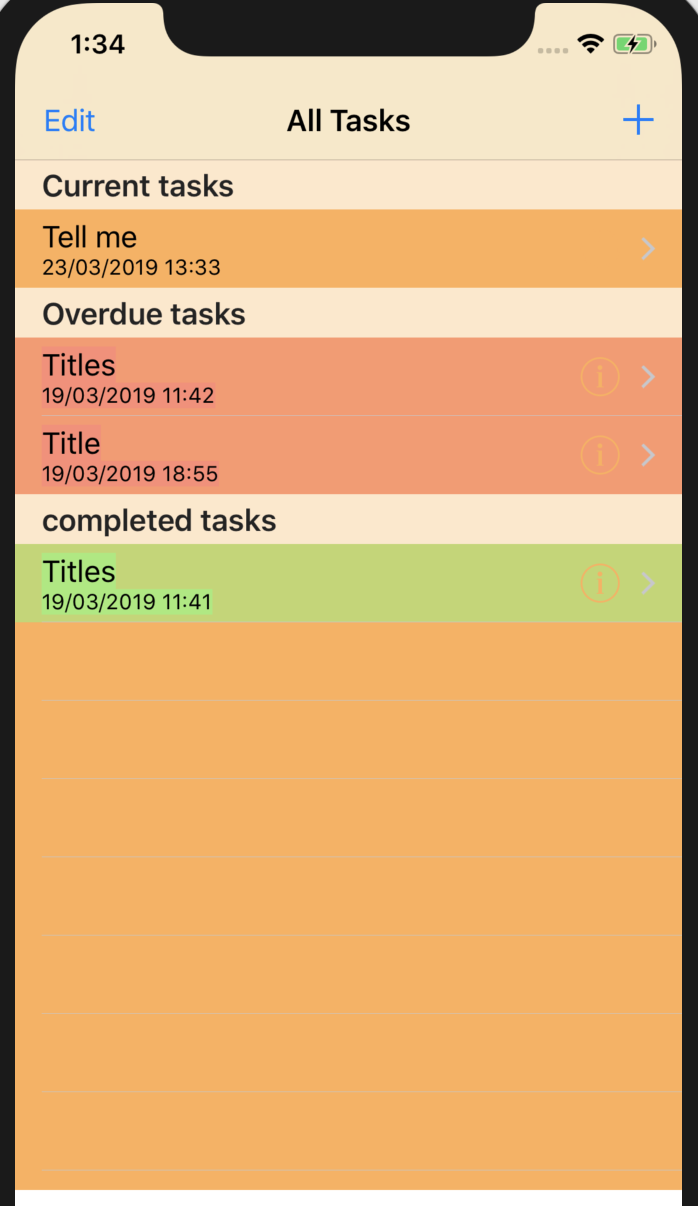 1:34
Edit All Tasks +
Current tasks
Tell me
23/03/2019 13:33
Overdue tasks
Titles
19/03/2019 11:42
Title
19/03/2019 18:55
completed tasks
Titles
19/03/2019 11:41